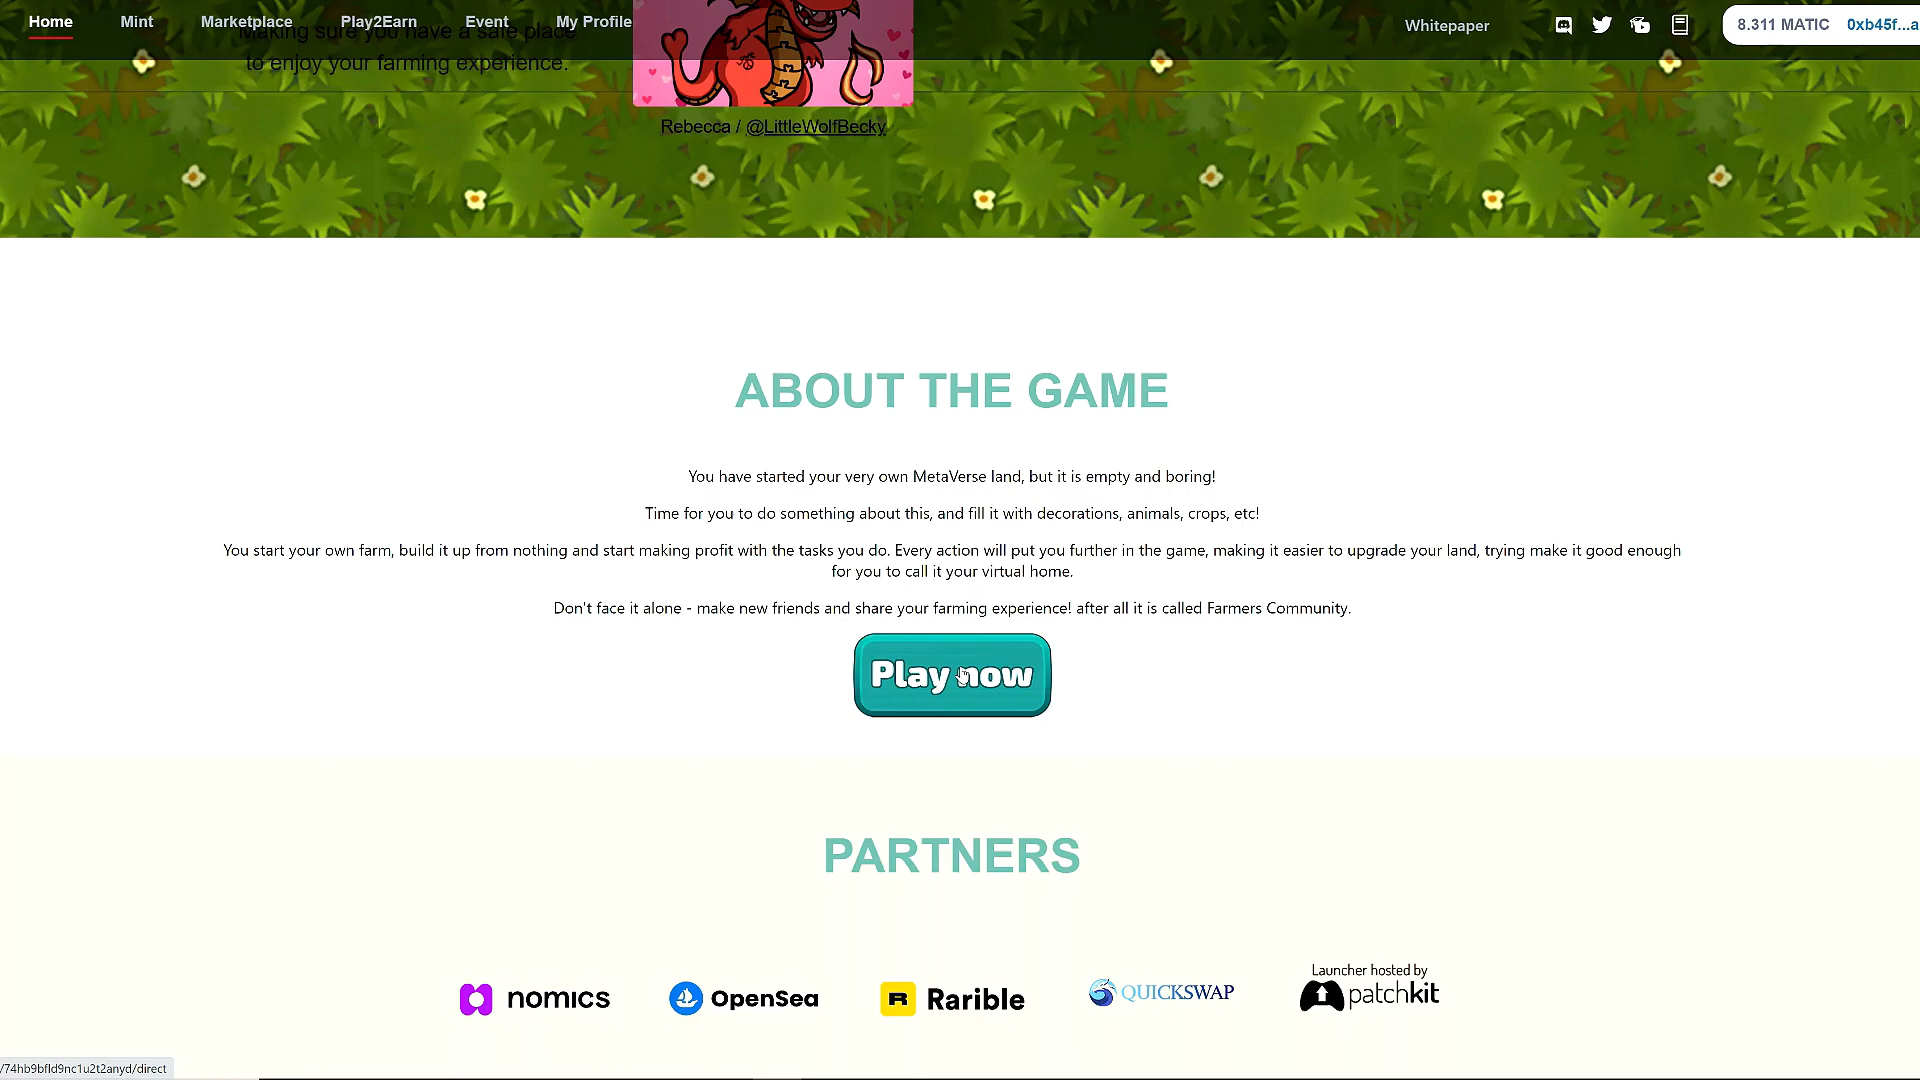 Home Mint Marketplace Play2Earn Event My Profile Whitepaper 8.311 MATIC 0xb45f...a
Making sure you have a safe place
to enjoy your farming experience.
Rebecca / @LittleWolfBecky
ABOUT THE GAME
You have started your very own MetaVerse land, but it is empty and boring!
Time for you to do something about this, and fill it with decorations, animals, crops, etc!
You start your own farm, build it up from nothing and start making profit with the tasks you do. Every action will put you further in the game, making it easier to upgrade your land, trying make it good enough
for you to call it your virtual home.
Don't face it alone - make new friends and share your farming experience! after all it is called Farmers Community.
Play now
PARTNERS
nomics OpenSea Rarible QUICKSWAP Launcher hosted by
patchkit
/74hb9bfld9nc1u2t2anyd/direct